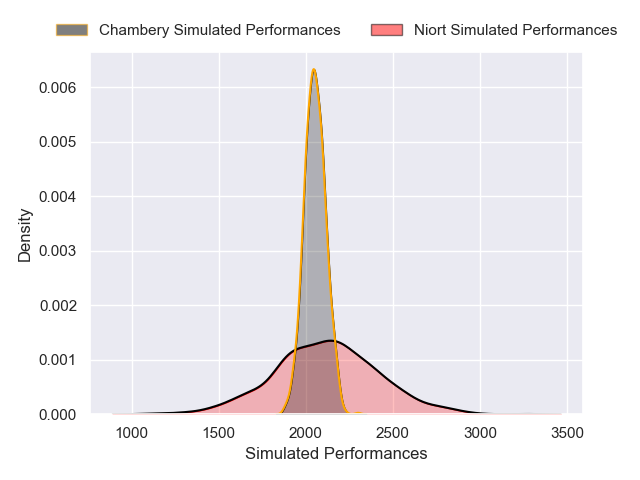 Chambery Simulated Performances Niort Simulated Performances
0.006
0.005
0.004
0.003
0.002
0.001
0.000
Density
1000 1500 2000 2500 3000 3500
Simulated Performances